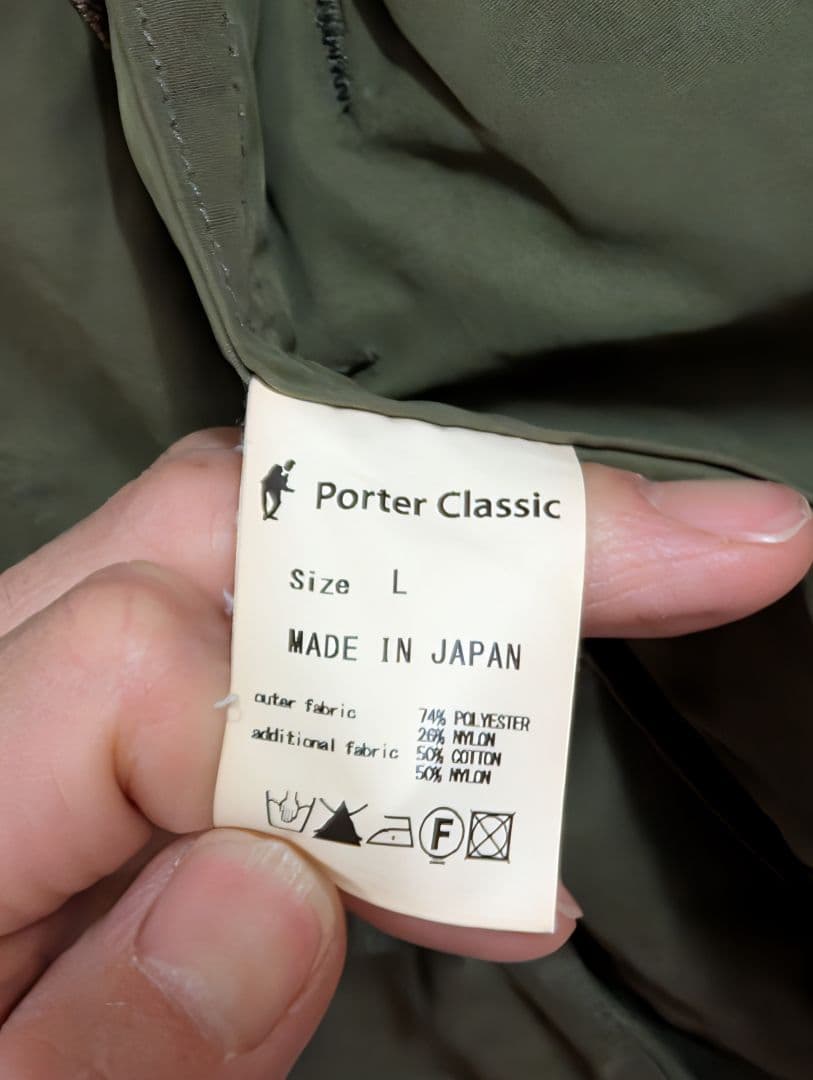 Porter Classic
Size L
MADE IN JAPAN
outer fabric 74% POLYESTER
26% NYLON
additional fabric 50% COTTON
50% NYLON
F